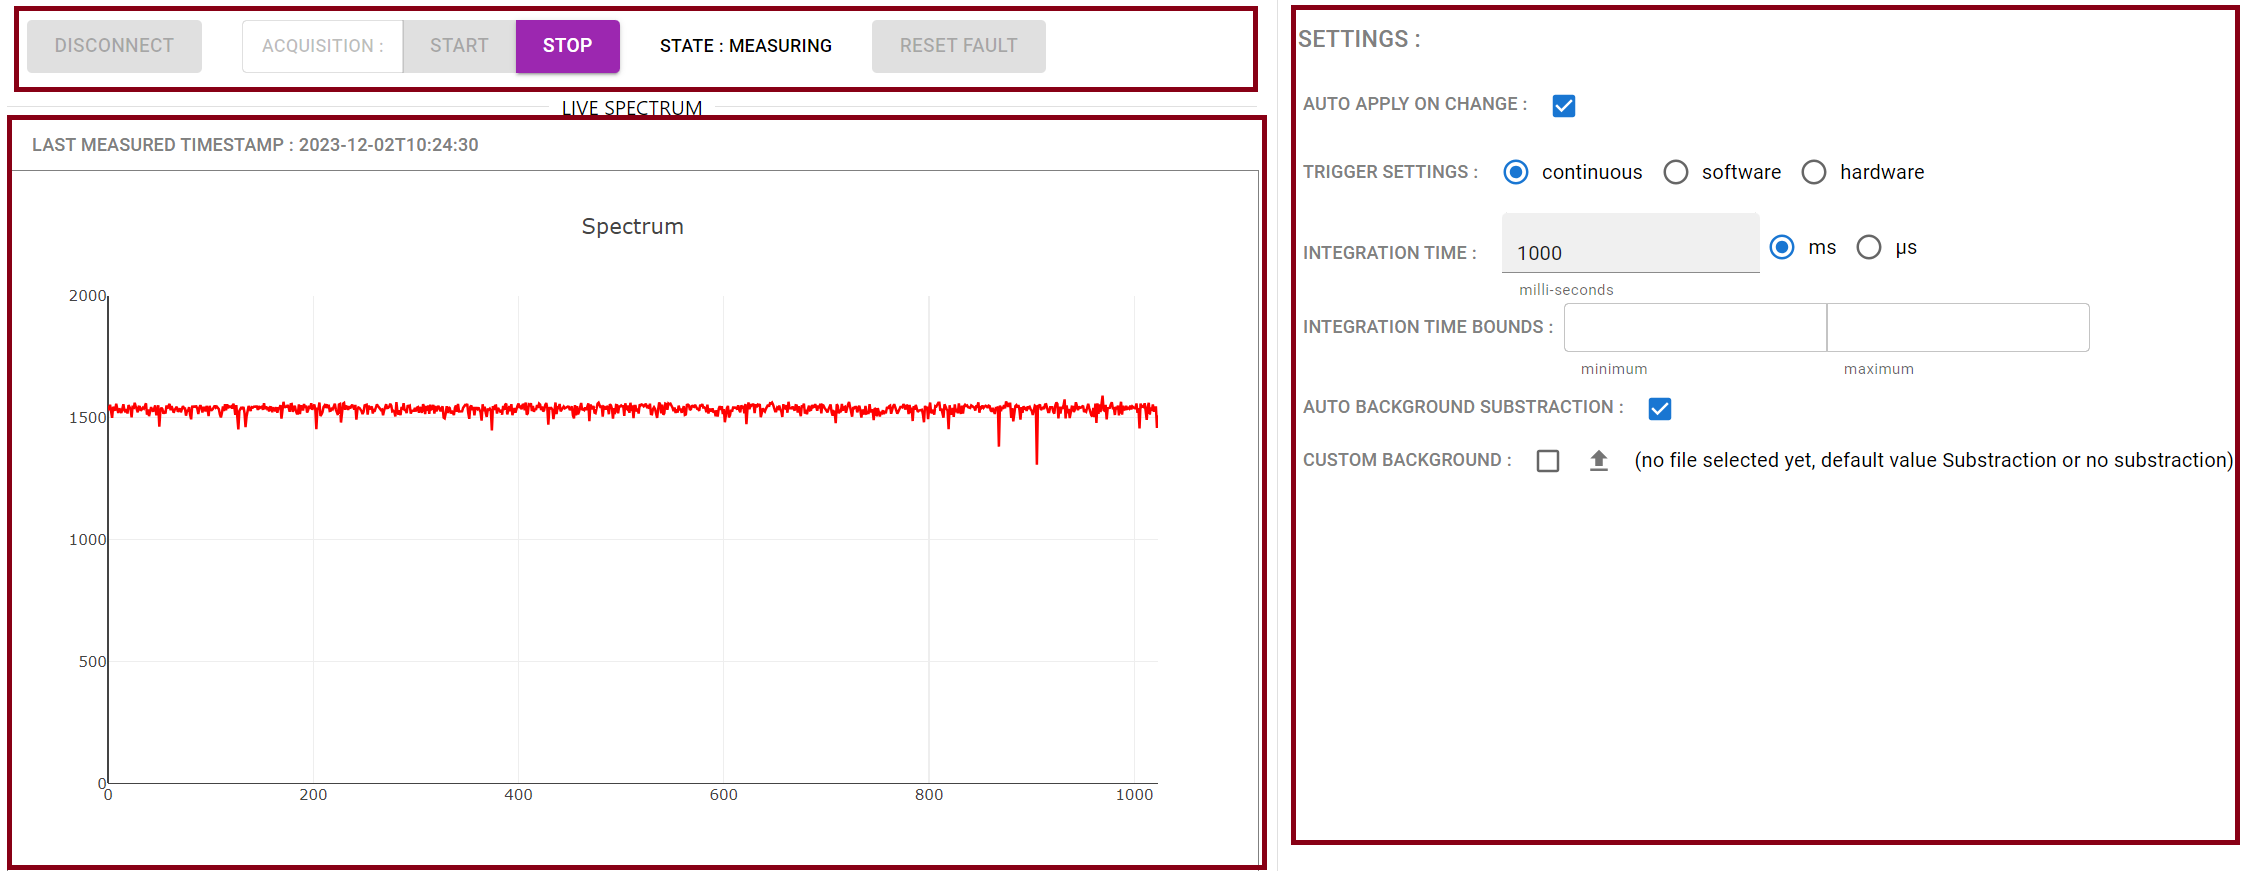 DISCONNECT ACQUISITION : START STOP STATE : MEASURING RESET FAULT
LIVE SPECTRUM
LAST MEASURED TIMESTAMP : 2023-12-02T10:24:30
Spectrum
2000
1500
1000
500
0
0 200 400 600 800 1000
SETTINGS :
AUTO APPLY ON CHANGE :
TRIGGER SETTINGS : continuous software hardware
INTEGRATION TIME : 1000 ms µs
milli-seconds
INTEGRATION TIME BOUNDS :
minimum maximum
AUTO BACKGROUND SUBSTRACTION :
CUSTOM BACKGROUND : (no file selected yet, default value Substraction or no substraction)